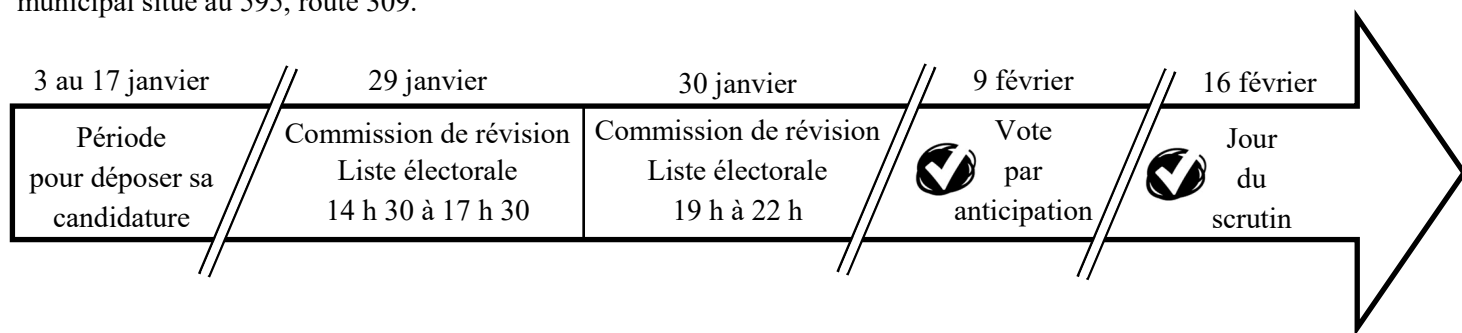 municipal situé au 595, route 309.
3 au 17 janvier
Période
pour déposer sa
candidature
29 janvier
Commission de révision
Liste électorale
14 h 30 à 17 h 30
30 janvier
Commission de révision
Liste électorale
19 h à 22 h
9 février
Vote
par
anticipation
16 février
Jour
du
scrutin